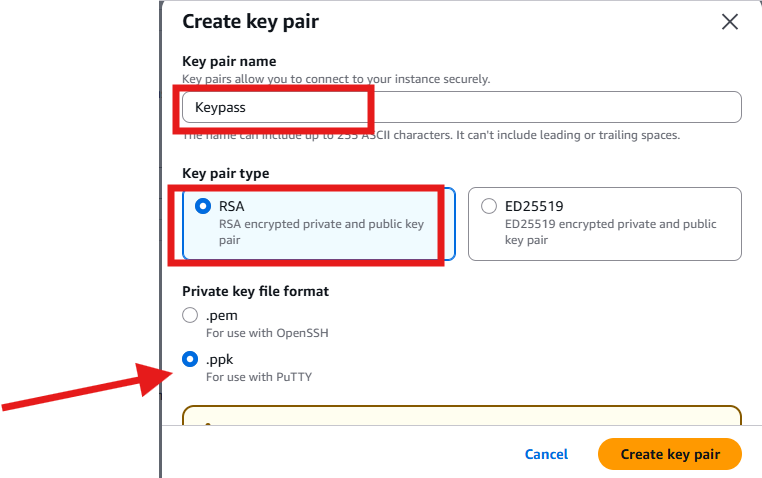 Create key pair
Key pair name
Key pairs allow you to connect to your instance securely.
Keypass
The name can include up to 255 ASCII characters. It can't include leading or trailing spaces.
Key pair type
RSA
RSA encrypted private and public key
pair
ED25519
ED25519 encrypted private and public
key pair
Private key file format
.pem
For use with OpenSSH
.ppk
For use with PuTTY
Cancel
Create key pair